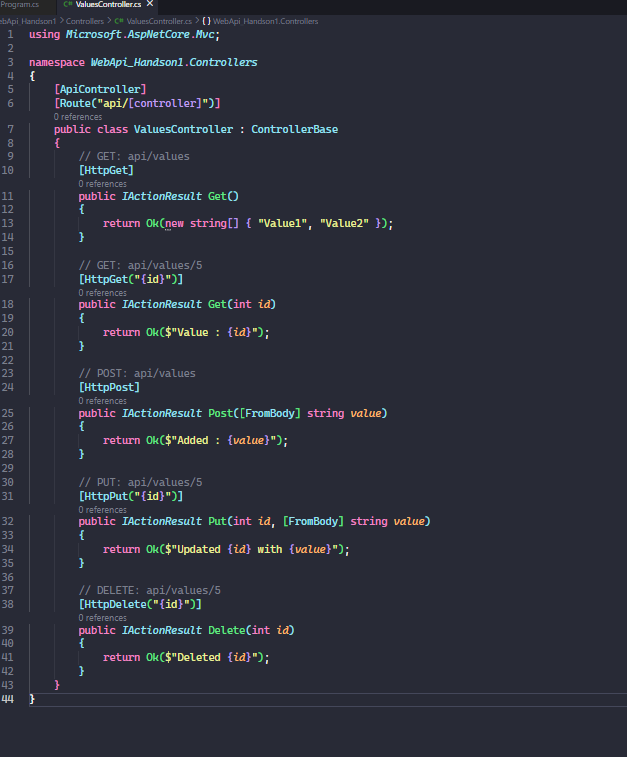 Program.cs
C# ValuesController.cs ×
ebApi_Handson1 > Controllers > C# ValuesController.cs > {} WebApi_Handson1.Controllers
1 using Microsoft.AspNetCore.Mvc;
2
3 namespace WebApi_Handson1.Controllers
4 {
5 [ApiController]
6 [Route("api/[controller]")]
0 references
7 public class ValuesController : ControllerBase
8 {
9 // GET: api/values
10 [HttpGet]
0 references
11 public IActionResult Get()
12 {
13 return Ok(new string[] { "Value1", "Value2" });
14 }
15
16 // GET: api/values/5
17 [HttpGet("{id}")]
0 references
18 public IActionResult Get(int id)
19 {
20 return Ok($"Value : {id}");
21 }
22
23 // POST: api/values
24 [HttpPost]
0 references
25 public IActionResult Post([FromBody] string value)
26 {
27 return Ok($"Added : {value}");
28 }
29
30 // PUT: api/values/5
31 [HttpPut("{id}")]
0 references
32 public IActionResult Put(int id, [FromBody] string value)
33 {
34 return Ok($"Updated {id} with {value}");
35 }
36
37 // DELETE: api/values/5
38 [HttpDelete("{id}")]
0 references
39 public IActionResult Delete(int id)
40 {
41 return Ok($"Deleted {id}");
42 }
43 }
44 }